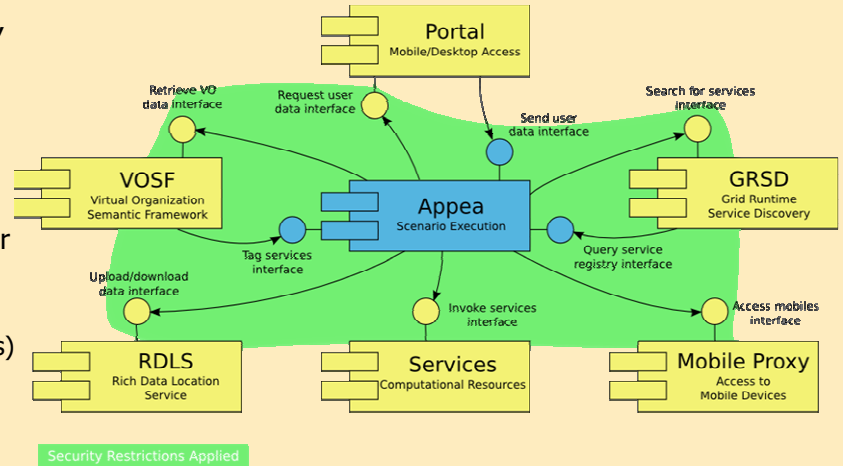 Portal
Mobile/Desktop Access
Retrieve VO
data interface
Request user
data interface
Send user
data interface
Search for services
interface
VOSF
Virtual Organization
Semantic Framework
Appea
Scenario Execution
GRSD
Grid Runtime
Service Discovery
Tag services
interface
Query service
registry interface
r
Upload/download
data interface
Invoke services
interface
Access mobiles
interface
s)
RDLS
Rich Data Location
Service
Services
Computational Resources
Mobile Proxy
Access to
Mobile Devices
Security Restrictions Applied